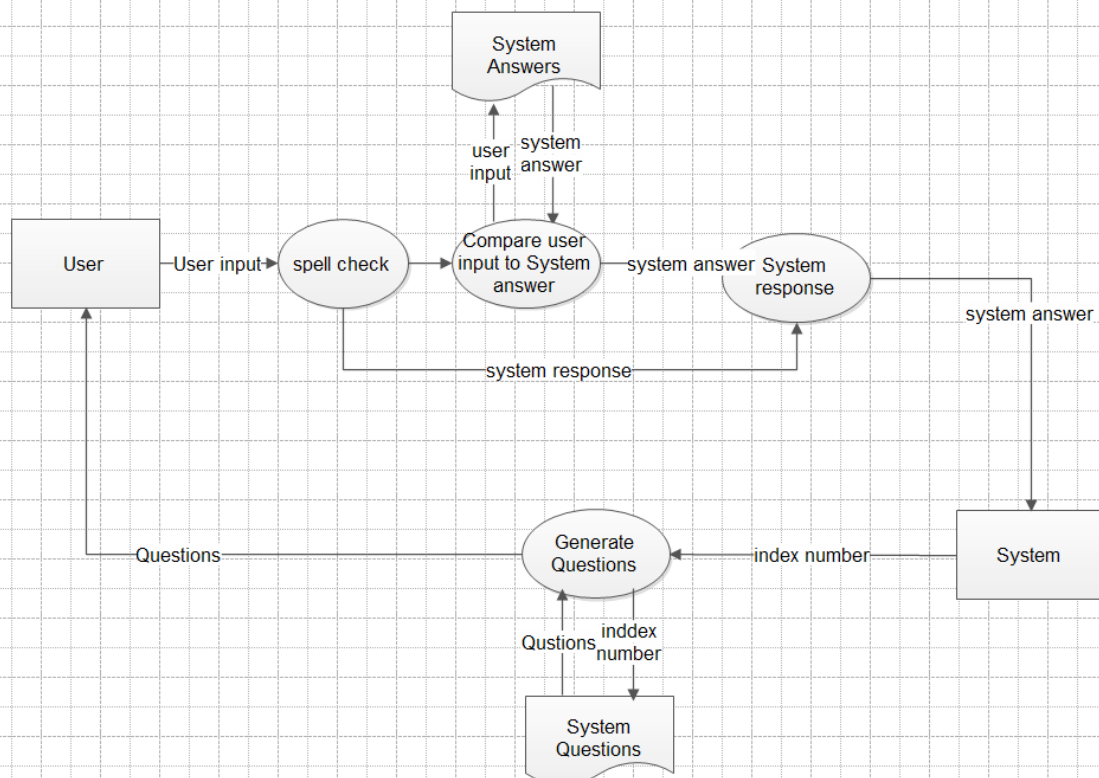 System
Answers
user
input
system
answer
User
User input
spell check
Compare user
input to System
answer
system answer
System
response
system answer
system response
Questions
Generate
Questions
index number
System
Qustions
inddex
number
System
Questions